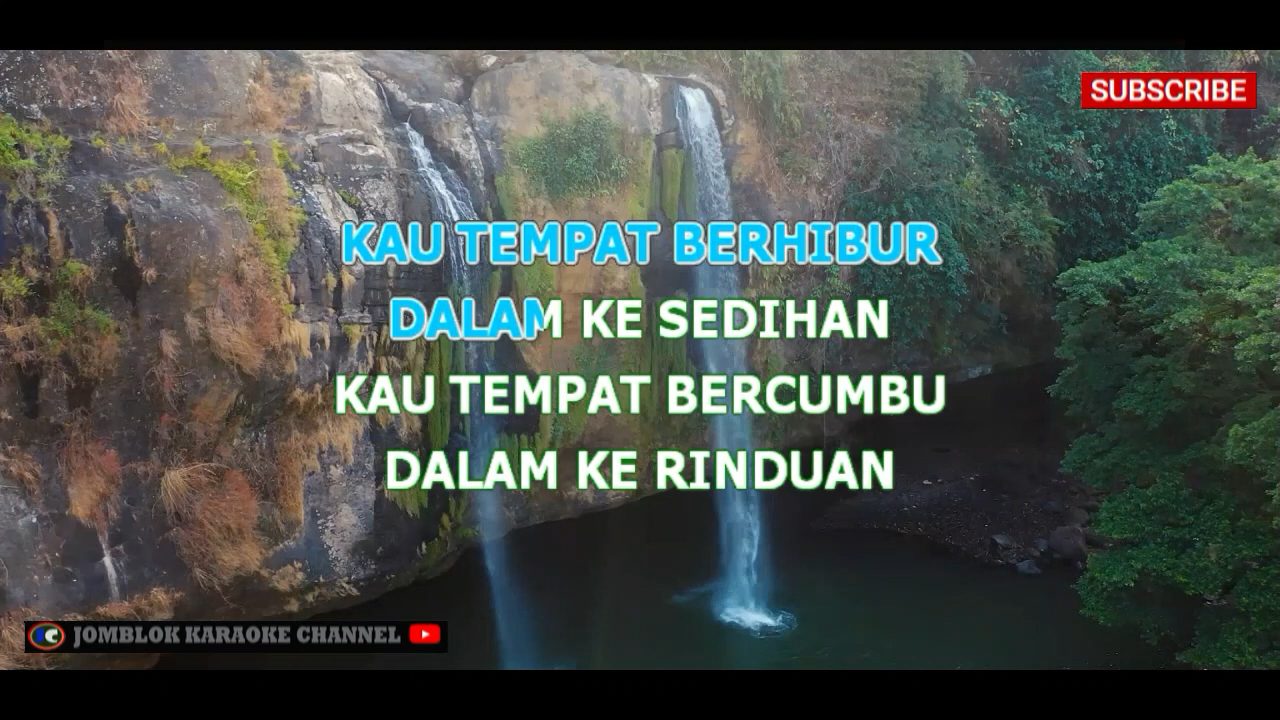 SUBSCRIBE
KAU TEMPAT BERHIBUR
DALAM KE SEDIHAN
KAU TEMPAT BERCUMBU
DALAM KE RINDUAN
JOMBLOK KARAOKE CHANNEL